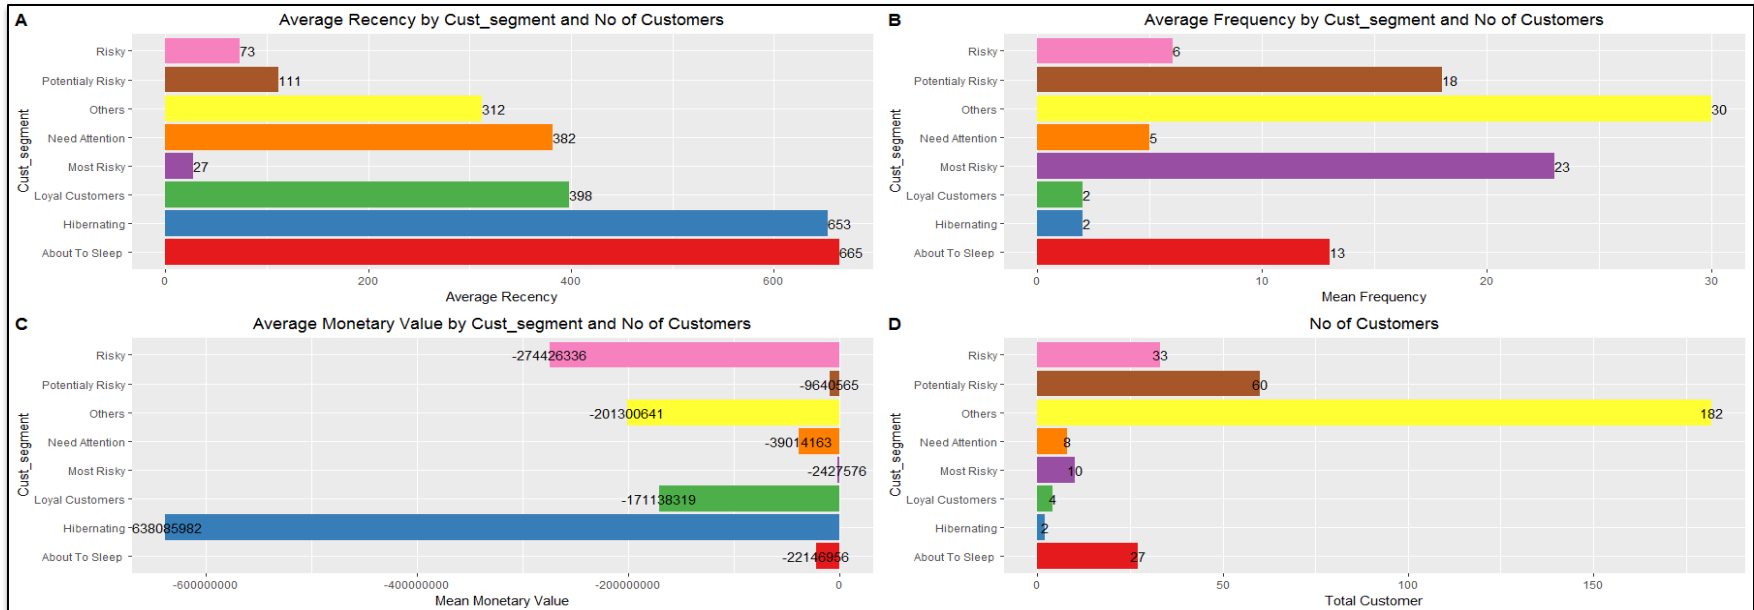 A
Average Recency by Cust_segment and No of Customers
Cust_segment
Risky
73
Potentialy Risky
111
Others
312
Need Attention
382
Most Risky
27
Loyal Customers
398
Hibernating
653
About To Sleep
665
0 200 400 600
Average Recency
B
Average Frequency by Cust_segment and No of Customers
Cust_segment
Risky
6
Potentialy Risky
18
Others
30
Need Attention
5
Most Risky
23
Loyal Customers
2
Hibernating
2
About To Sleep
13
0 10 20 30
Mean Frequency
C
Average Monetary Value by Cust_segment and No of Customers
Cust_segment
Risky
-274426336
Potentialy Risky
-9640565
Others
-201300641
Need Attention
-39014163
Most Risky
-2427576
Loyal Customers
-171138319
Hibernating
638085982
About To Sleep
-22146956
-600000000 -400000000 -200000000 0
Mean Monetary Value
D
No of Customers
Cust_segment
Risky
33
Potentialy Risky
60
Others
182
Need Attention
8
Most Risky
10
Loyal Customers
4
Hibernating
2
About To Sleep
27
0 50 100 150
Total Customer